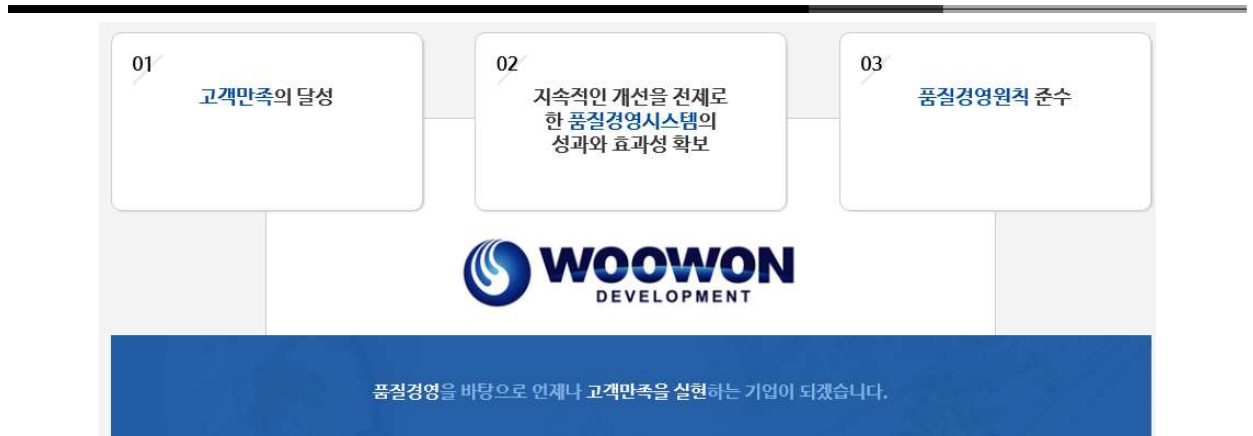 01
고객만족의 달성
02
지속적인 개선을 전제로
한 품질경영시스템의
성과와 효과성 확보
03
품질경영원칙 준수
WOOWON
DEVELOPMENT
품질경영을 바탕으로 언제나 고객만족을 실현하는 기업이 되겠습니다.